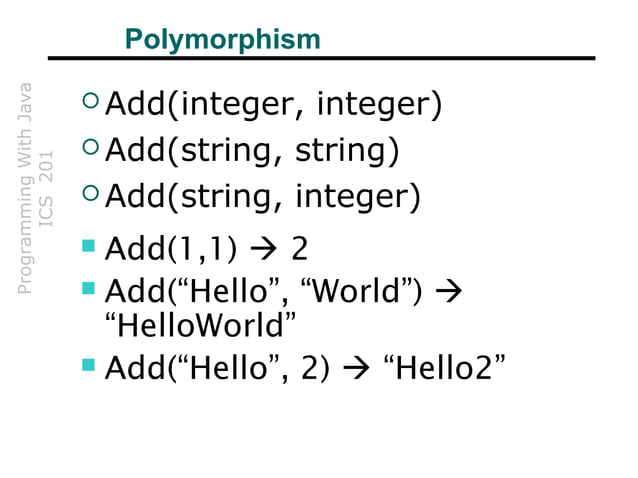 Polymorphism
Programming With Java
ICS 201
Add(integer, integer)
Add(string, string)
Add(string, integer)
Add(1,1) → 2
Add(“Hello”, “World”) →
“HelloWorld”
Add(“Hello”, 2) → “Hello2”